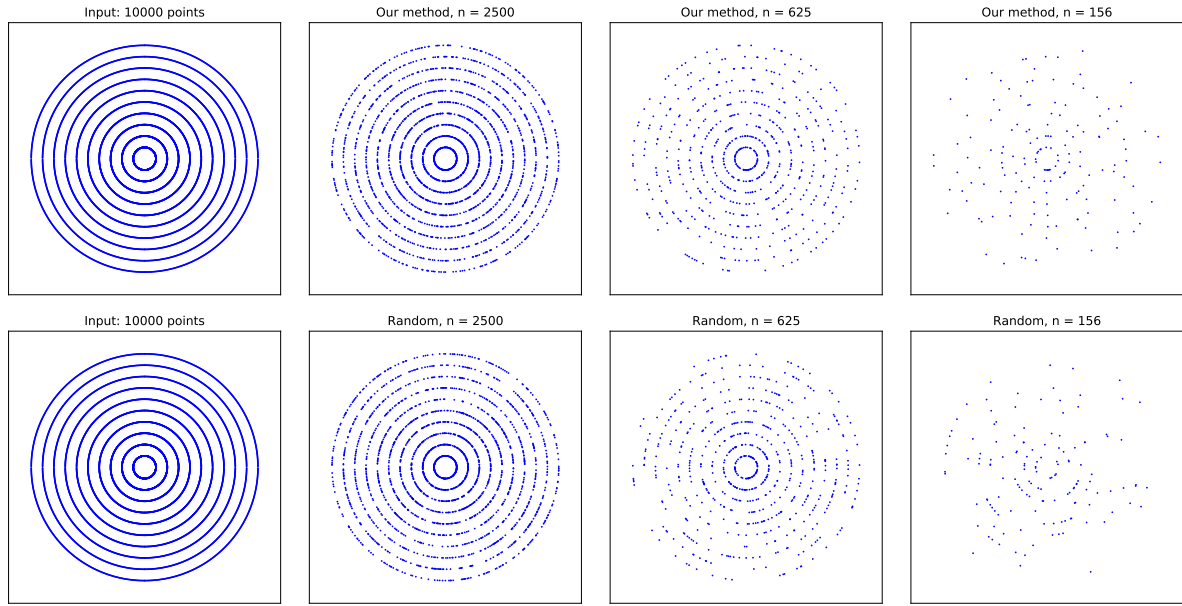 Input: 10000 points
Our method, n = 2500
Our method, n = 625
Our method, n = 156
Input: 10000 points
Random, n = 2500
Random, n = 625
Random, n = 156